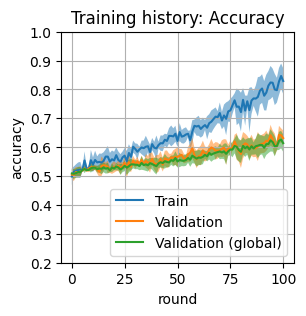 Training history: Accuracy
accuracy
1.0
0.9
0.8
0.7
0.6
0.5
0.4
0.3
0.2
Train
Validation
Validation (global)
0 25 50 75 100
round